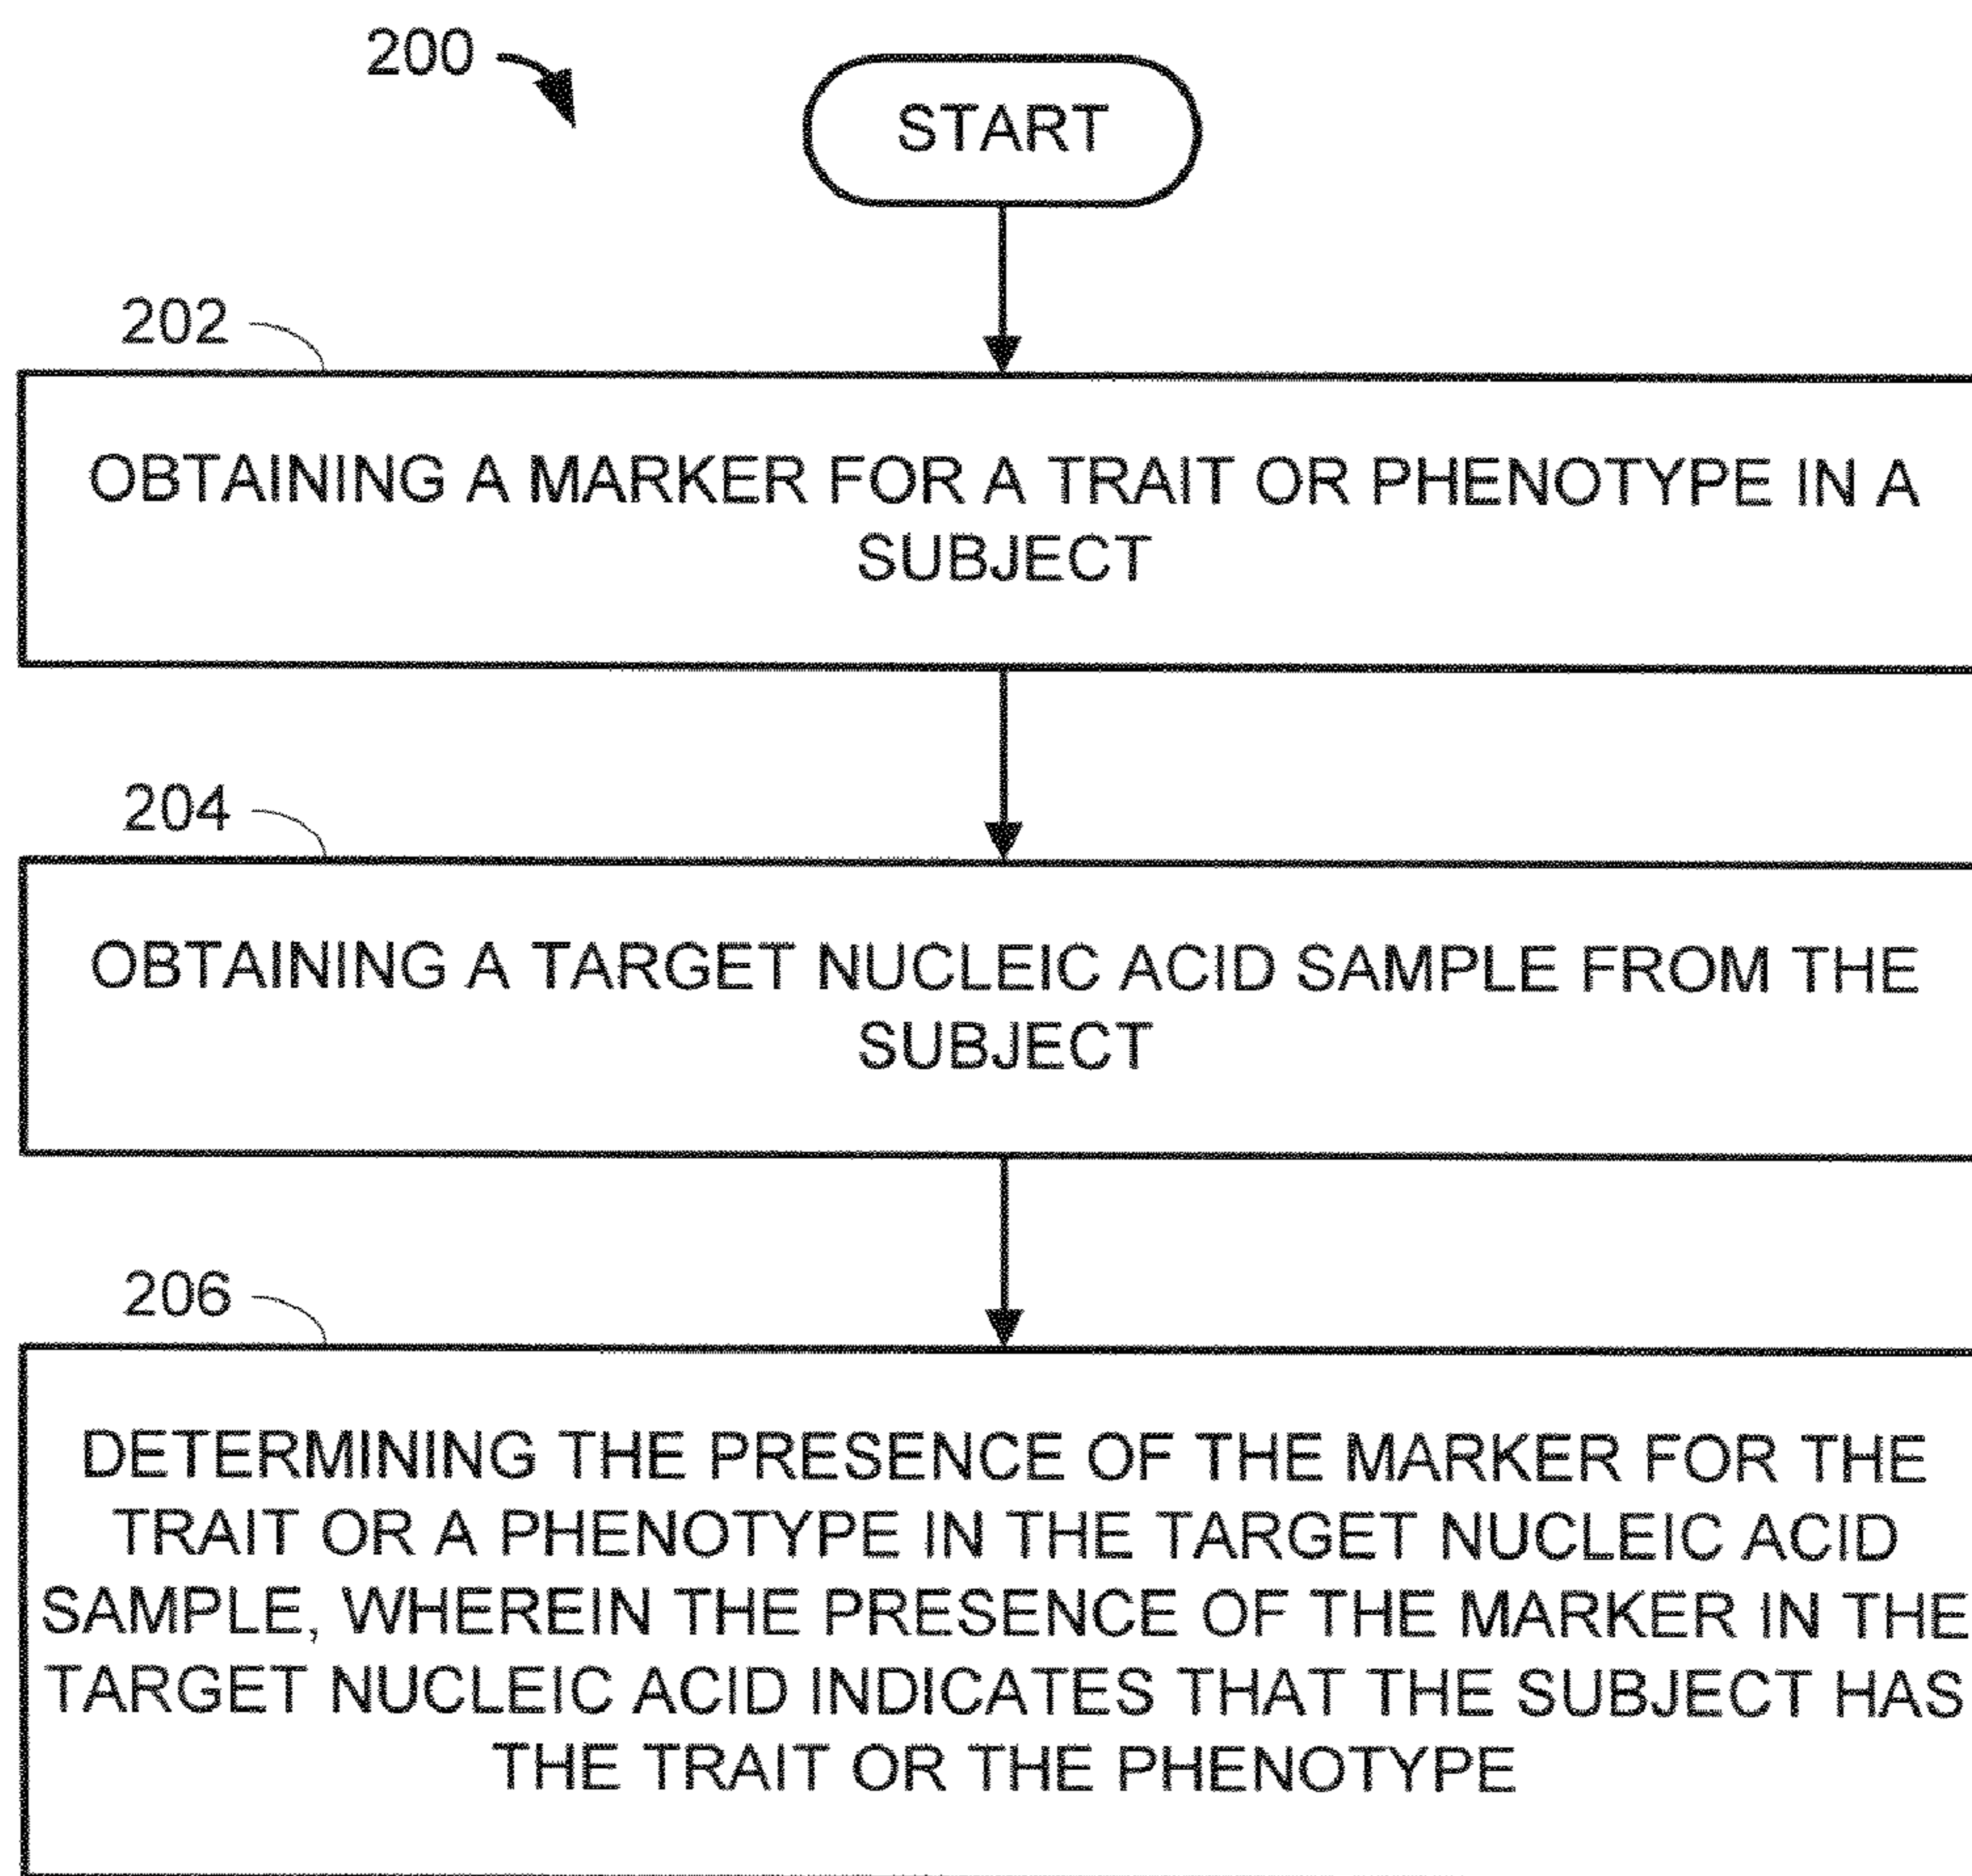 200
START
202
OBTAINING A MARKER FOR A TRAIT OR PHENOTYPE IN A
SUBJECT
204
OBTAINING A TARGET NUCLEIC ACID SAMPLE FROM THE
SUBJECT
206
DETERMINING THE PRESENCE OF THE MARKER FOR THE
TRAIT OR A PHENOTYPE IN THE TARGET NUCLEIC ACID
SAMPLE, WHEREIN THE PRESENCE OF THE MARKER IN THE
TARGET NUCLEIC ACID INDICATES THAT THE SUBJECT HAS
THE TRAIT OR THE PHENOTYPE